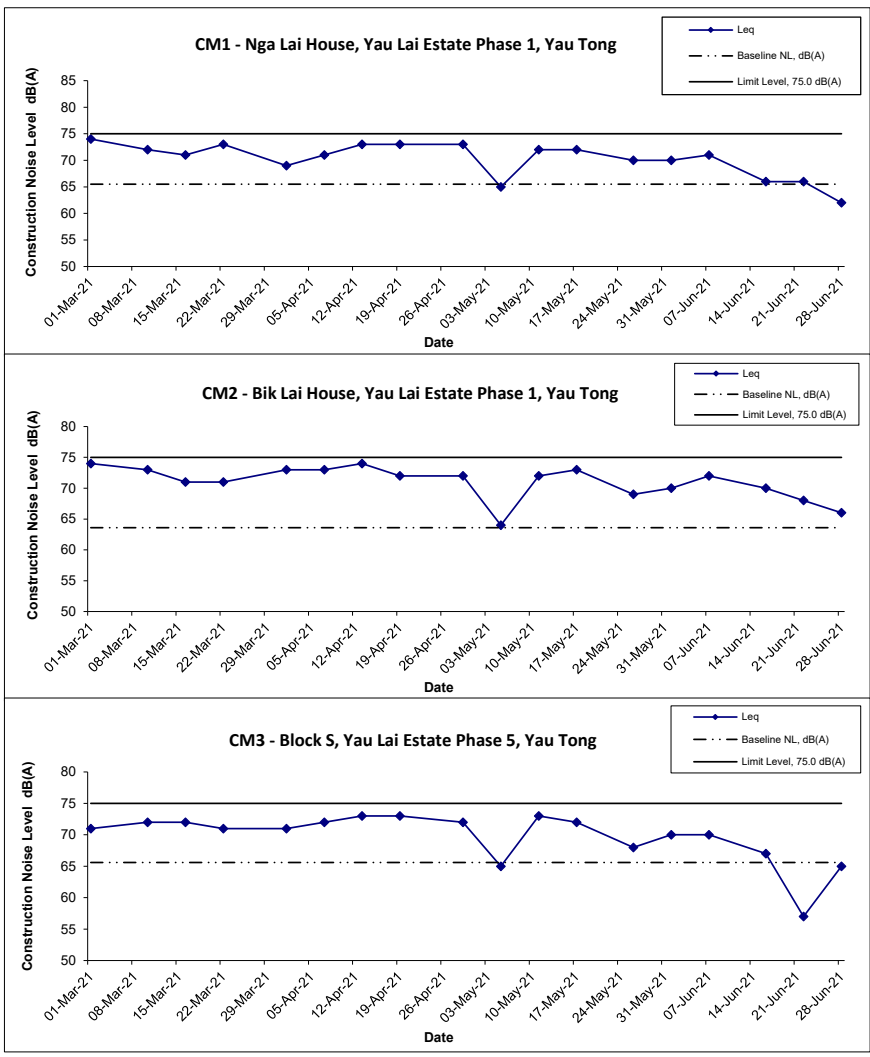 CM1 - Nga Lai House, Yau Lai Estate Phase 1, Yau Tong
Leq
Baseline NL, dB(A)
Limit Level, 75.0 dB(A)
Construction Noise Level dB(A)
85
80
75
70
65
60
55
50
01-Mar-21 08-Mar-21 15-Mar-21 22-Mar-21 29-Mar-21 05-Apr-21 12-Apr-21 19-Apr-21 26-Apr-21 03-May-21 10-May-21 17-May-21 24-May-21 31-May-21 07-Jun-21 14-Jun-21 21-Jun-21 28-Jun-21
Date
CM2 - Bik Lai House, Yau Lai Estate Phase 1, Yau Tong
Leq
Baseline NL, dB(A)
Limit Level, 75.0 dB(A)
Construction Noise Level dB(A)
80
75
70
65
60
55
50
01-Mar-21 08-Mar-21 15-Mar-21 22-Mar-21 29-Mar-21 05-Apr-21 12-Apr-21 19-Apr-21 26-Apr-21 03-May-21 10-May-21 17-May-21 24-May-21 31-May-21 07-Jun-21 14-Jun-21 21-Jun-21 28-Jun-21
Date
CM3 - Block S, Yau Lai Estate Phase 5, Yau Tong
Leq
Baseline NL, dB(A)
Limit Level, 75.0 dB(A)
Construction Noise Level dB(A)
80
75
70
65
60
55
50
01-Mar-21 08-Mar-21 15-Mar-21 22-Mar-21 29-Mar-21 05-Apr-21 12-Apr-21 19-Apr-21 26-Apr-21 03-May-21 10-May-21 17-May-21 24-May-21 31-May-21 07-Jun-21 14-Jun-21 21-Jun-21 28-Jun-21
Date